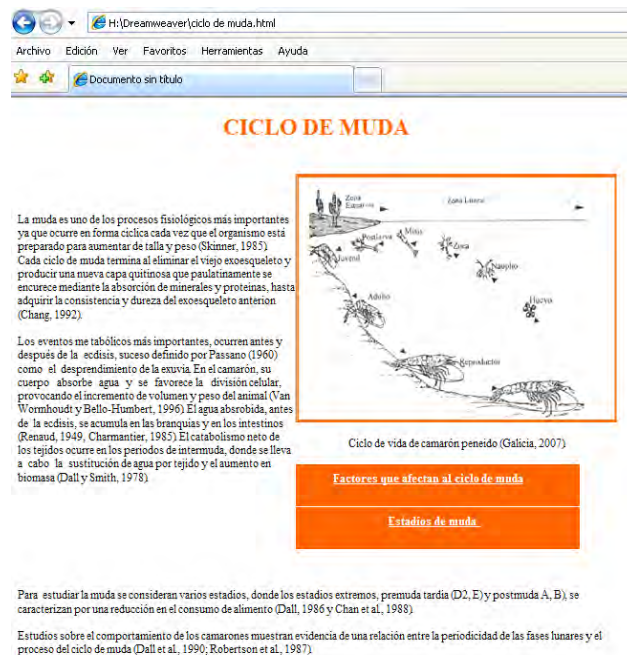 H:\Dreamweaver\ciclo de muda.html
Archivo Edición Ver Favoritos Herramientas Ayuda
Documento sin título
CICLO DE MUDA
La muda es uno de los procesos fisiológicos más importantes
ya que ocurre en forma cíclica cada vez que el organismo está
preparado para aumentar de talla y peso (Skinner, 1985).
Cada ciclo de muda termina al eliminar el viejo exoesqueleto y
producir una nueva capa quitinosa que paulatinamente se
encurece mediante la absorción de minerales y proteinas, hasta
adquirir la consistencia y dureza del exoesqueleto anterion
(Chang, 1992).
Los eventos me tabólicos más importantes, ocurren antes y
después de la ecdisis, suceso definido por Passano (1960)
como el desprendimiento de la exuvia. En el camarón, su
cuerpo absorbe agua y se favorece la división celular,
provocando el incremento de volumen y peso del animal (Van
Wormhoudt y Bello-Humbert, 1996). El agua absrobida, antes
de la ecdisis, se acumula en las branquias y en los intestinos
(Renaud, 1949, Charmantier, 1985). El catabolismo neto de
los tejidos ocurre en los periodos de intermuda, donde se lleva
a cabo la sustitución de agua por tejido y el aumento en
biomasa (Dall y Smith, 1978).
Zona
Zona
Postlarva
Mitis
Zoea
Juvenil
Nauplio
Adulto
Huevo
Reproductor
Ciclo de vida de camarón peneido (Galicia, 2007).
Factores que afectan al ciclo de muda
Estadios de muda
Para estudiar la muda se consideran varios estadios, donde los estadios extremos, premuda tardia (D2, E) y postmuda A, B), se
caracterizan por una reducción en el consumo de alimento (Dall, 1986 y Chan et al., 1988).
Estudios sobre el comportamiento de los camarones muestran evidencia de una relación entre la periodicidad de las fases lunares y el
proceso del ciclo de muda (Dall et al., 1990; Robertson et al., 1987).